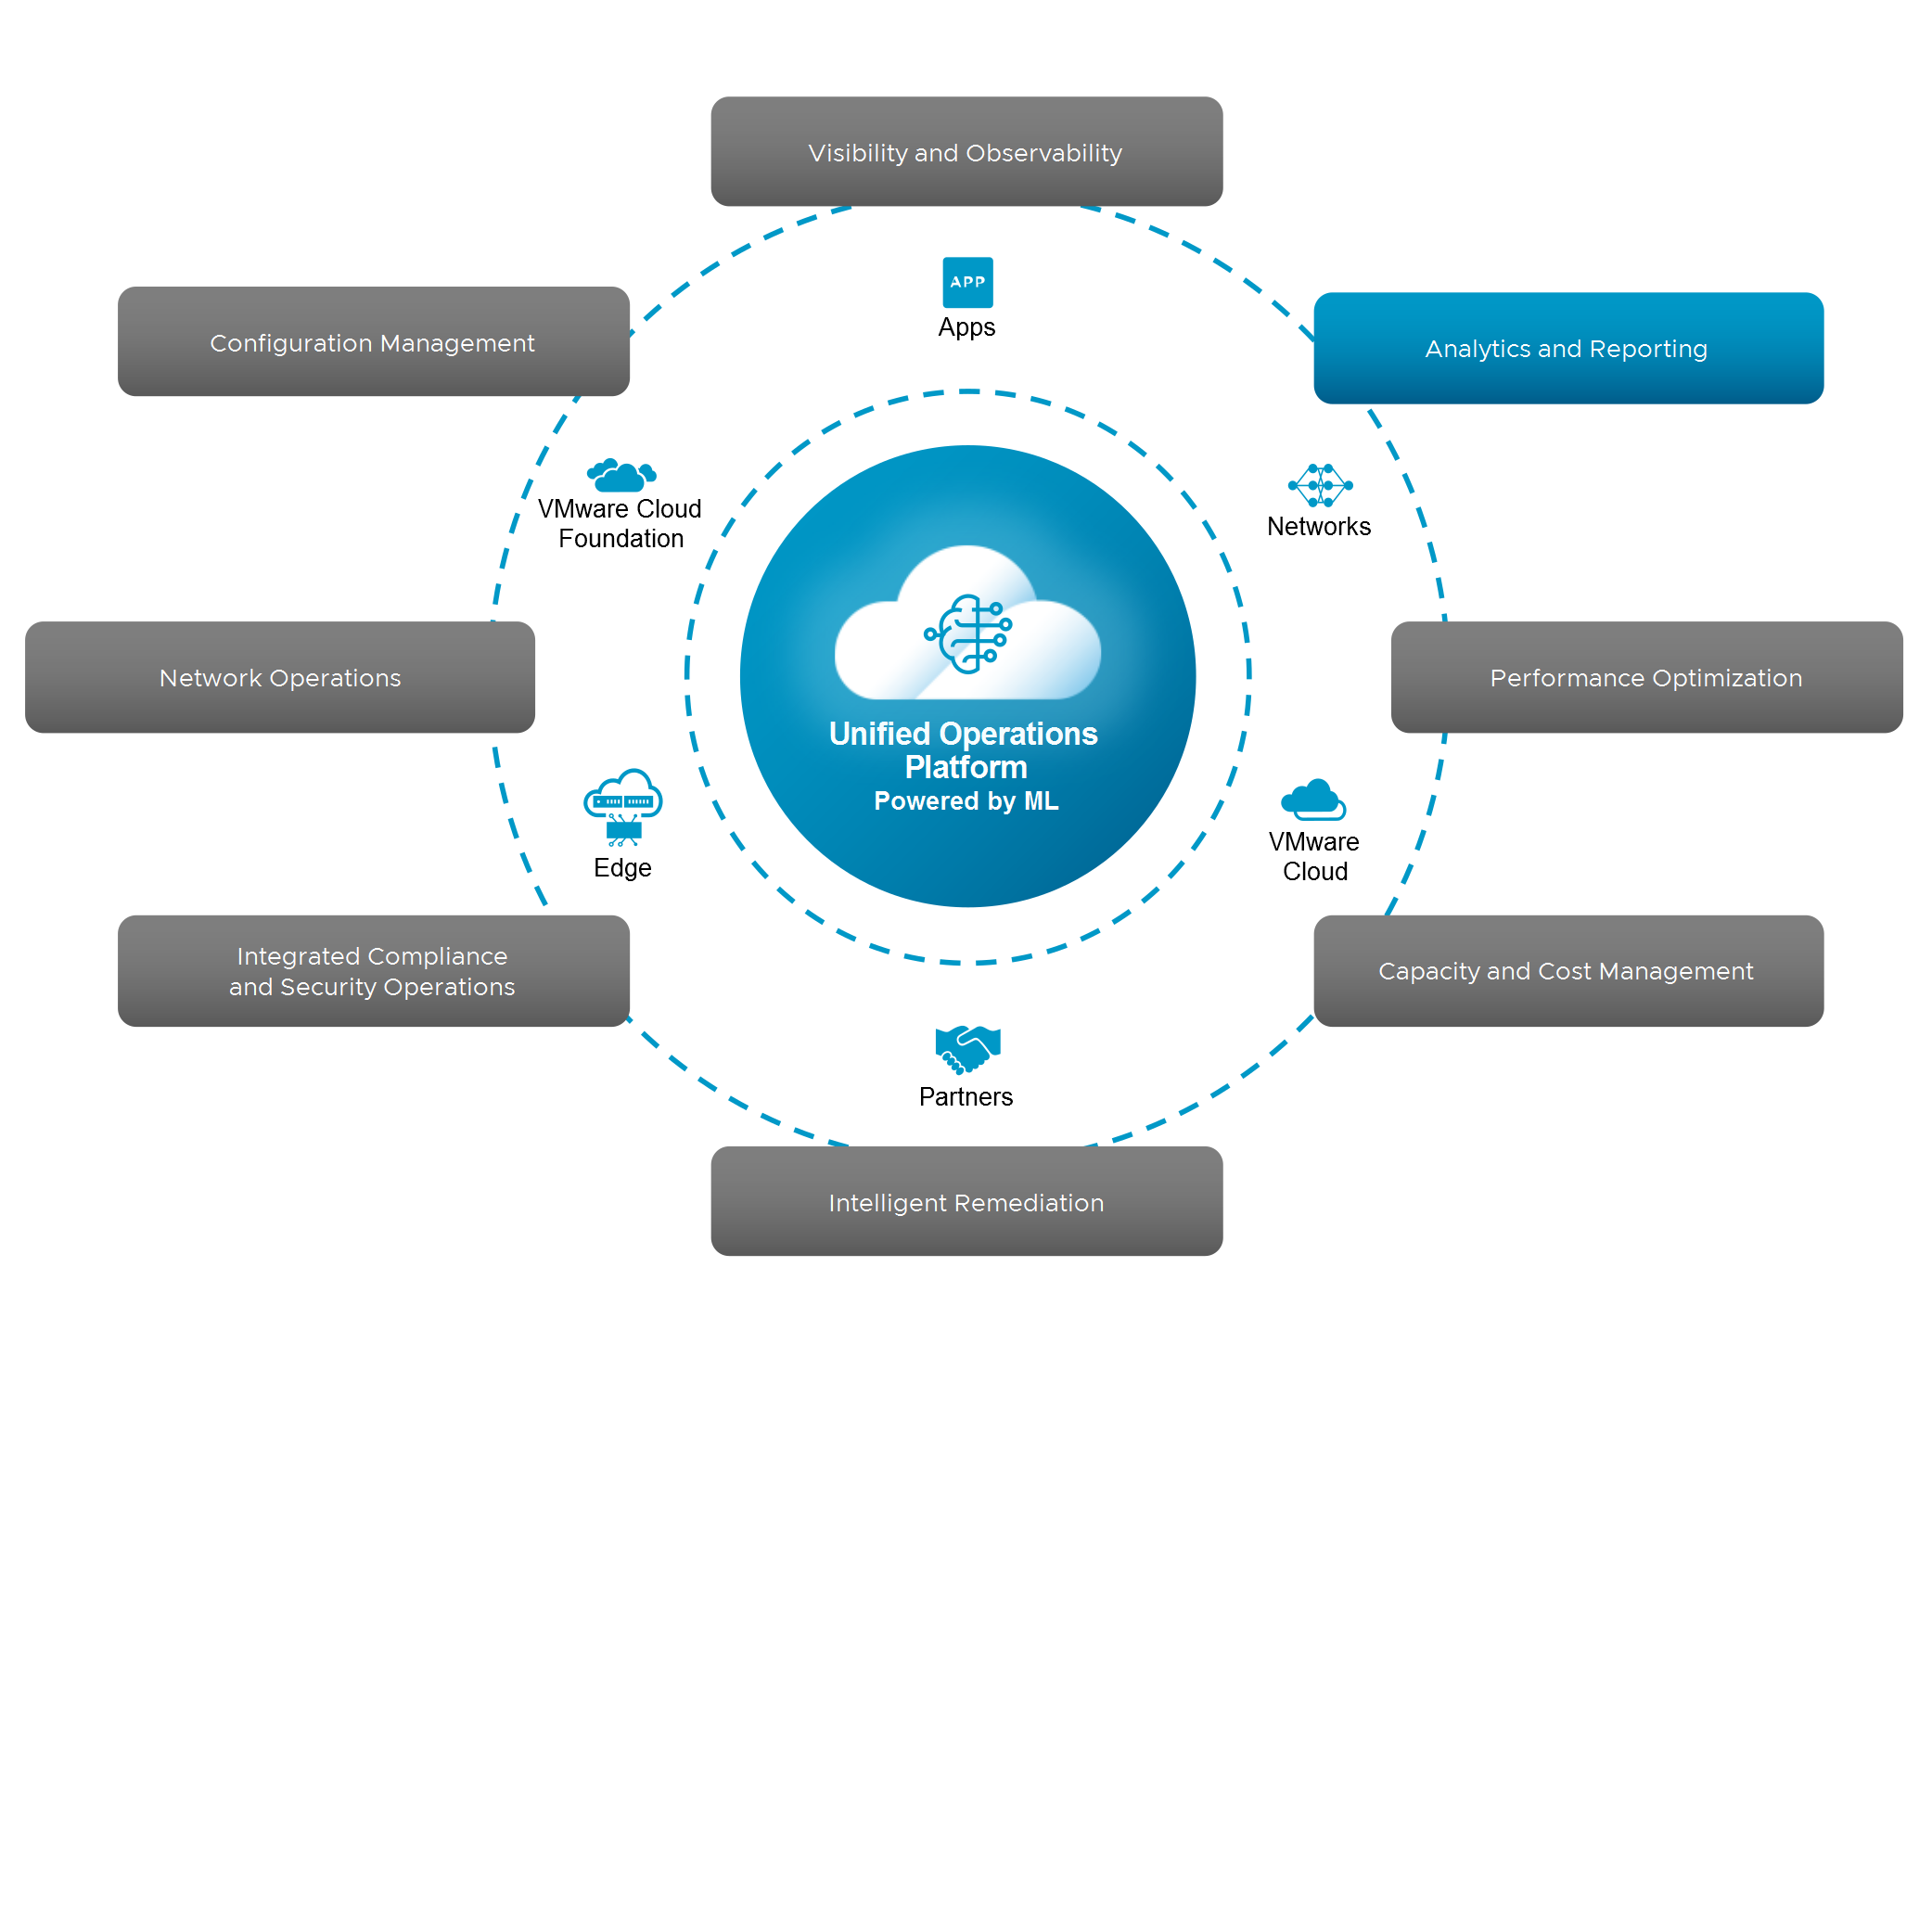 Visibility and Observability
APP
Apps
Configuration Management
Analytics and Reporting
VMware Cloud
Foundation
Networks
Network Operations
Unified Operations
Platform
Powered by ML
Performance Optimization
Edge
VMware
Cloud
Integrated Compliance
and Security Operations
Capacity and Cost Management
Partners
Intelligent Remediation